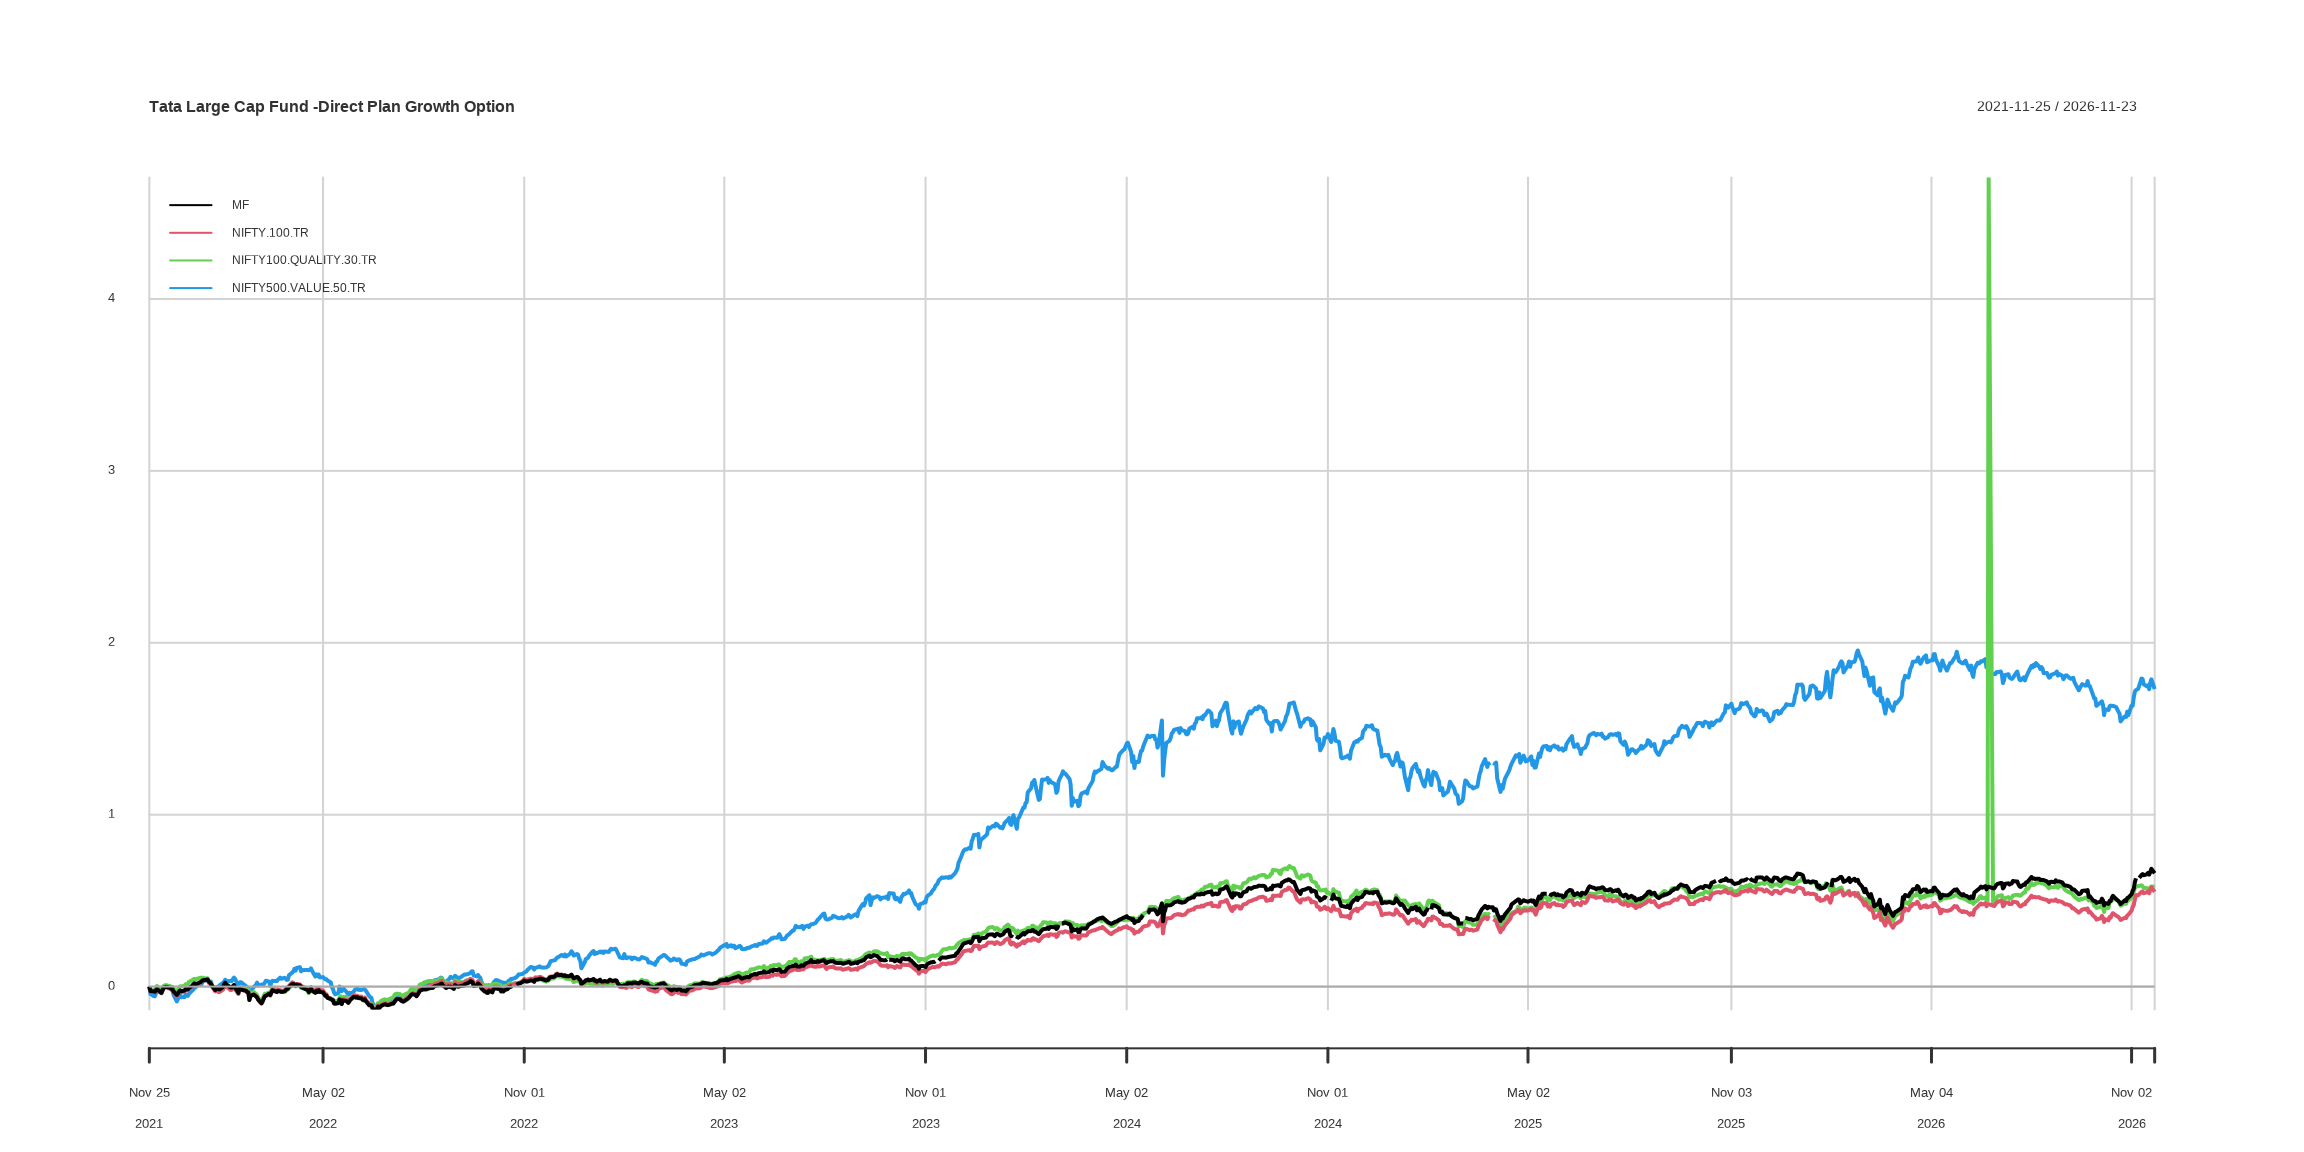 Tata Large Cap Fund -Direct Plan Growth Option
2021-11-25 / 2026-11-23
MF
NIFTY.100.TR
NIFTY100.QUALITY.30.TR
NIFTY500.VALUE.50.TR
4
3
2
1
0
Nov 25 May 02 Nov 01 May 02 Nov 01 May 02 Nov 01 May 02 Nov 03 May 04 Nov 02
2021 2022 2022 2023 2023 2024 2024 2025 2025 2026 2026